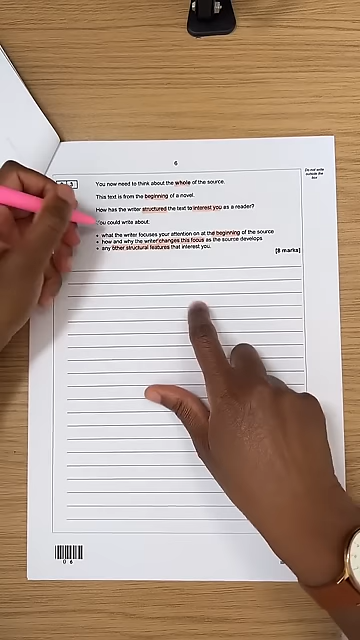 6
Do not write
outside the
box
You now need to think about the whole of the source.
This text is from the beginning of a novel.
How has the writer structured the text to interest you as a reader?
You could write about:
• what the writer focuses your attention on at the beginning of the source
• how and why the writer changes this focus as the source develops
• any other structural features that interest you.
[8 marks]
0 6